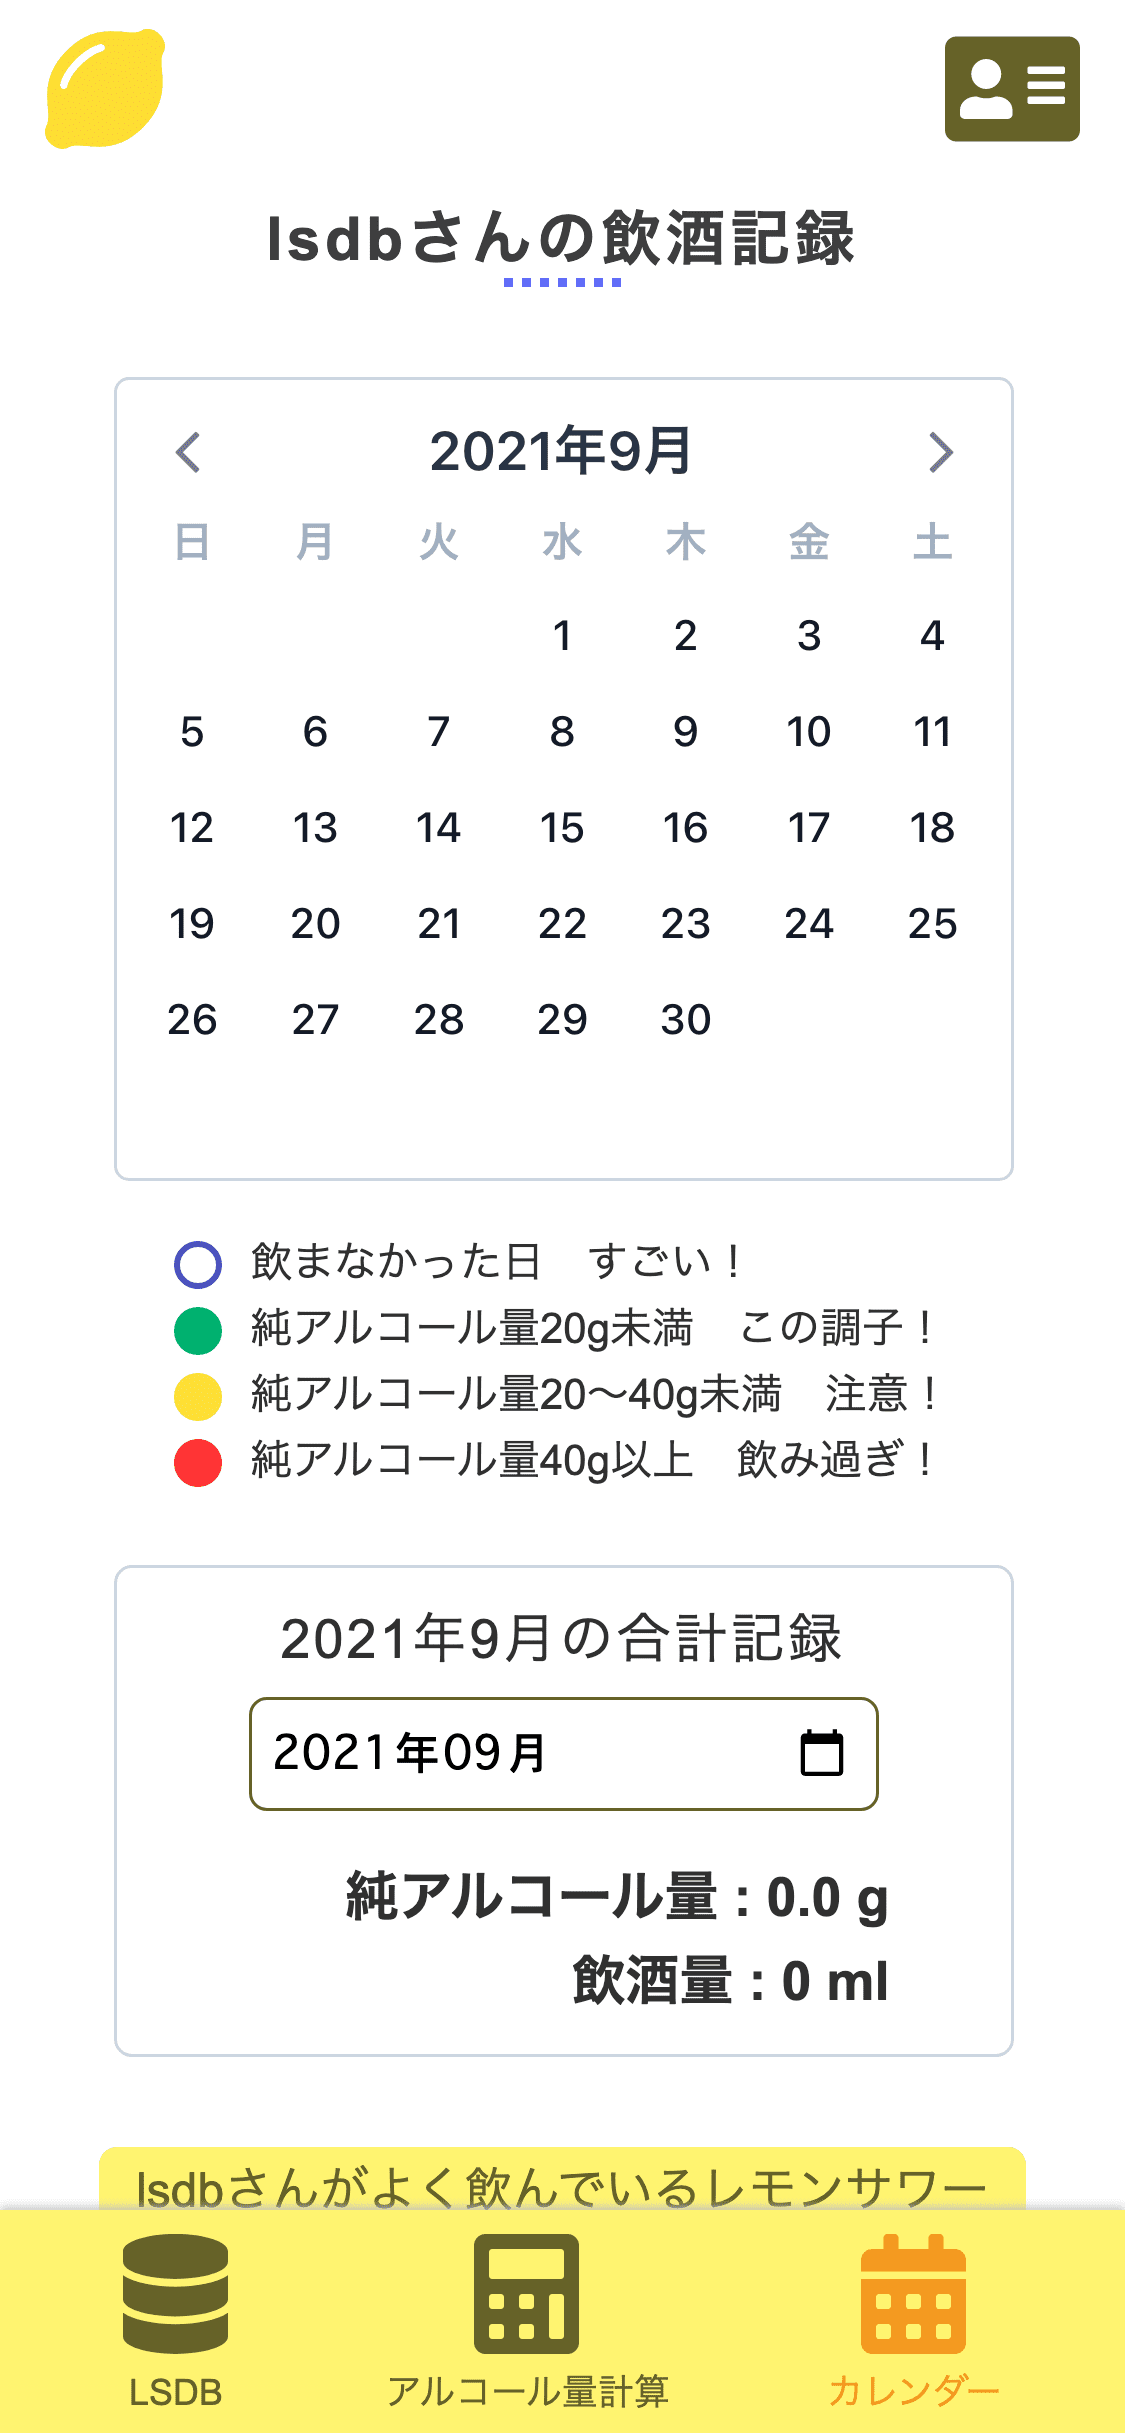 lsdbさんの飲酒記録
2021年9月
日 月 火 水 木 金 土
1 2 3 4
5 6 7 8 9 10 11
12 13 14 15 16 17 18
19 20 21 22 23 24 25
26 27 28 29 30
飲まなかった日　すごい！
純アルコール量20g未満　この調子！
純アルコール量20〜40g未満　注意！
純アルコール量40g以上　飲み過ぎ！
2021年9月の合計記録
2021年09月
純アルコール量 : 0.0 g
飲酒量 : 0 ml
lsdbさんがよく飲んでいるレモンサワー
LSDB アルコール量計算 カレンダー